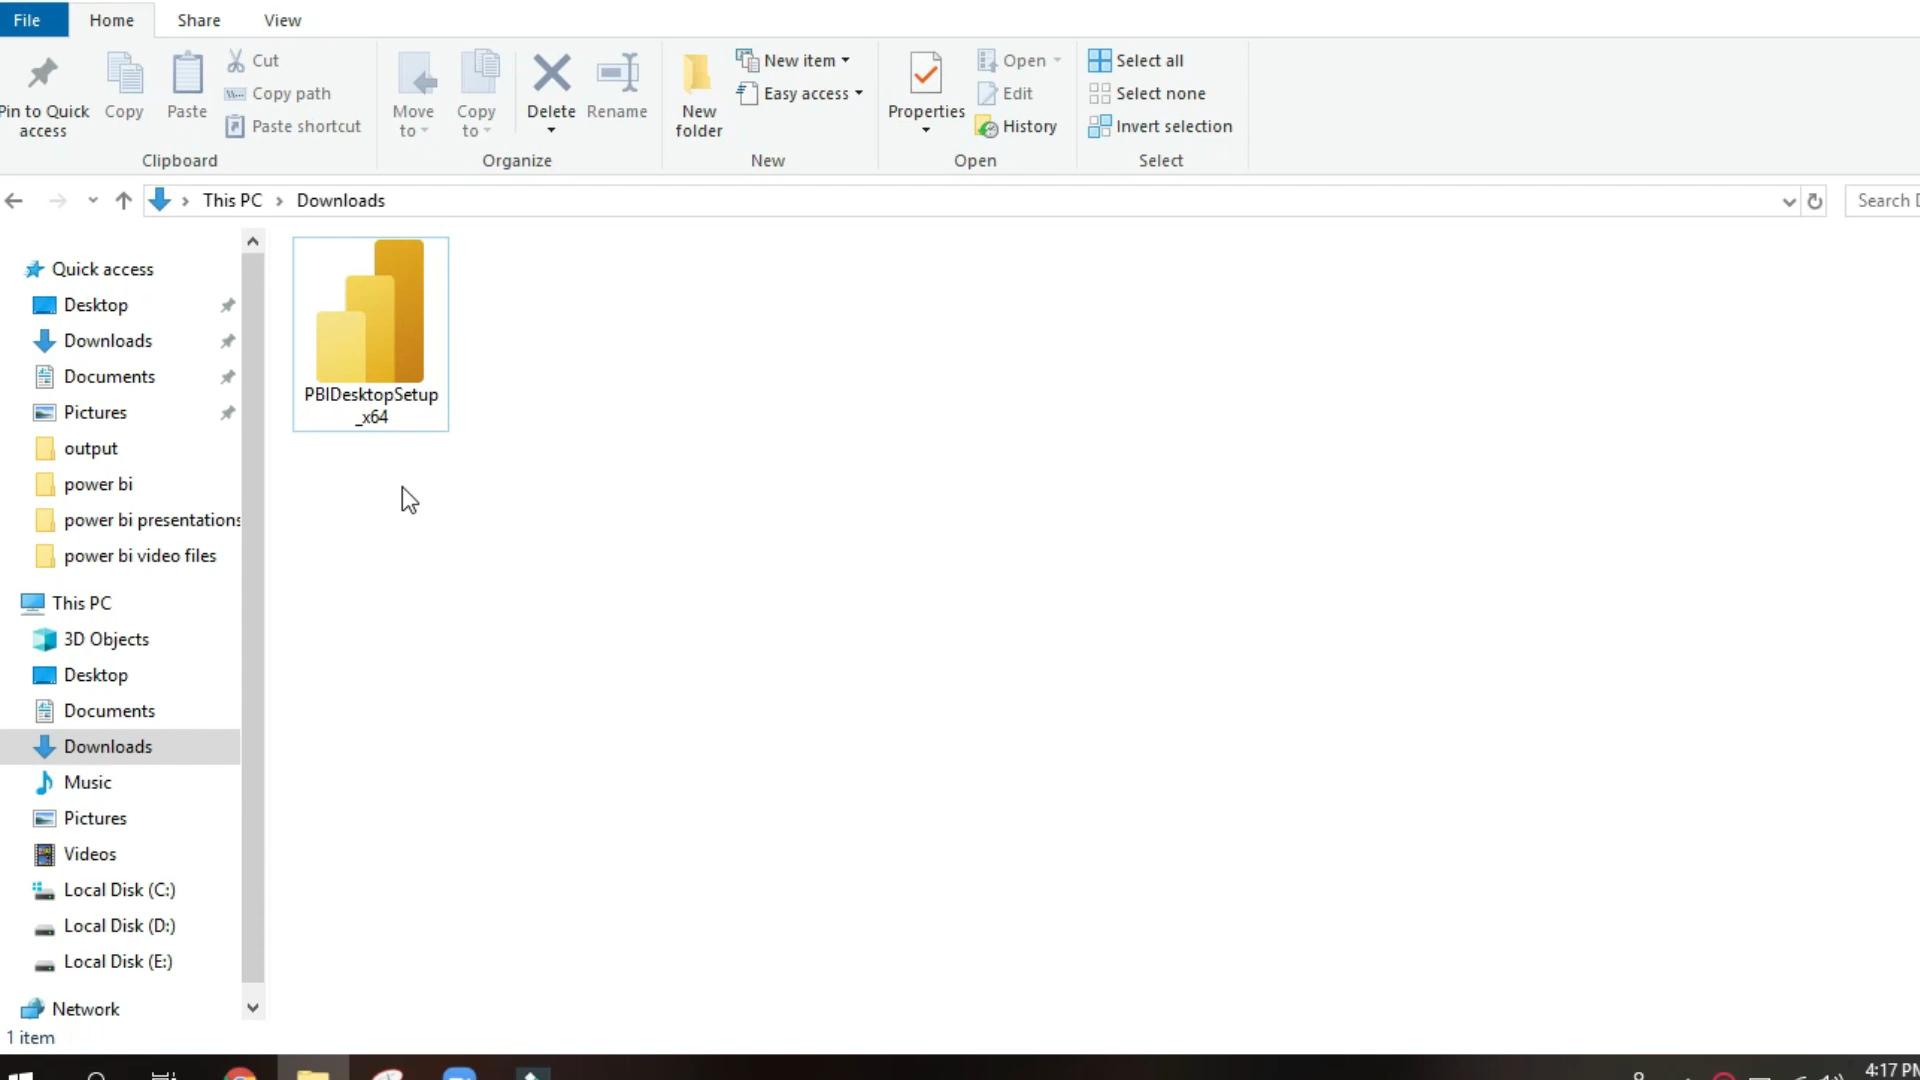 File Home Share View
Pin to Quick
access
Copy
Paste
Cut
Copy path
Paste shortcut
Clipboard
Move
to
Copy
to
Delete
Rename
Organize
New
folder
New item
Easy access
New
Properties
Open
Edit
History
Open
Select all
Select none
Invert selection
Select
This PC > Downloads
Search
Quick access
Desktop
Downloads
Documents
Pictures
output
power bi
power bi presentations
power bi video files
This PC
3D Objects
Desktop
Documents
Downloads
Music
Pictures
Videos
Local Disk (C:)
Local Disk (D:)
Local Disk (E:)
Network
PBIDesktopSetup
_x64
1 item
4:17 PM